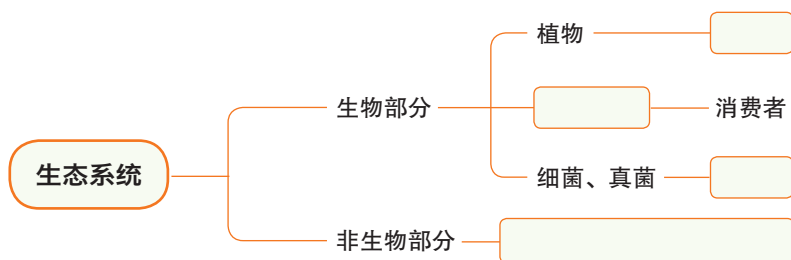 植物
生物部分
消费者
生态系统
细菌、真菌
非生物部分